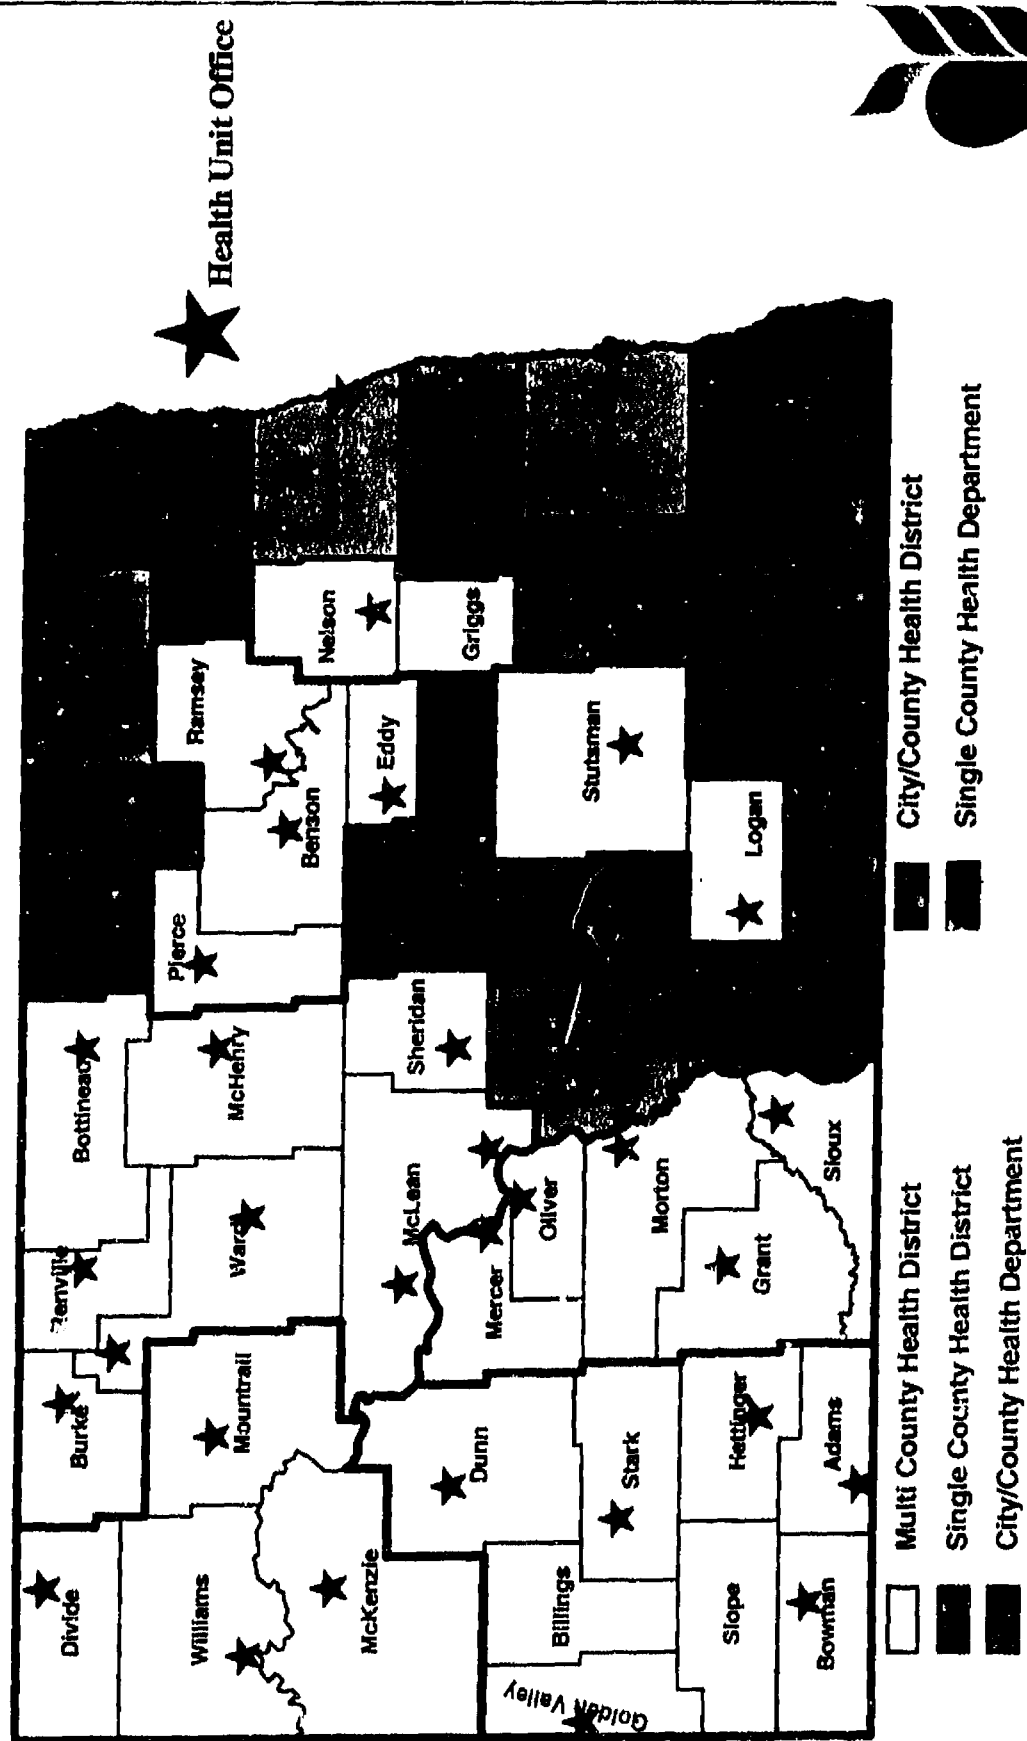 Health Unit Office
Divide
Burke
Renville
Bottineau
Williams
Mountrail
Ward
McHenry
Pierce
Ramsey
Benson
Nelson
McKenzie
McLean
Sheridan
Eddy
Griggs
Dunn
Mercer
Oliver
Golden Valley
Billings
Stark
Morton
Stutsman
Slope
Hettinger
Grant
Logan
Bowman
Adams
Sioux
Multi County Health District
Single County Health District
City/County Health Department
City/County Health District
Single County Health Department